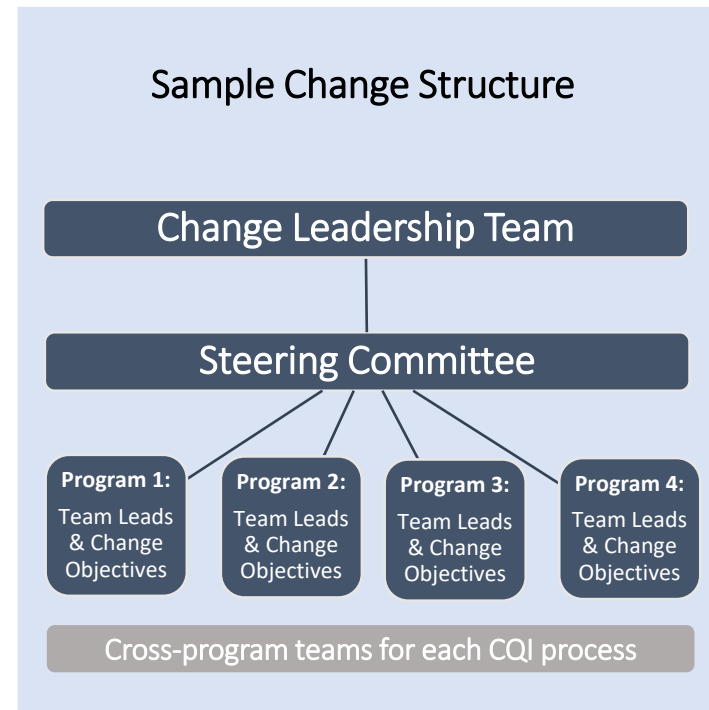 Sample Change Structure
Change Leadership Team
Steering Committee
Program 1:
Team Leads
& Change
Objectives
Program 2:
Team Leads
& Change
Objectives
Program 3:
Team Leads
& Change
Objectives
Program 4:
Team Leads
& Change
Objectives
Cross-program teams for each CQI process